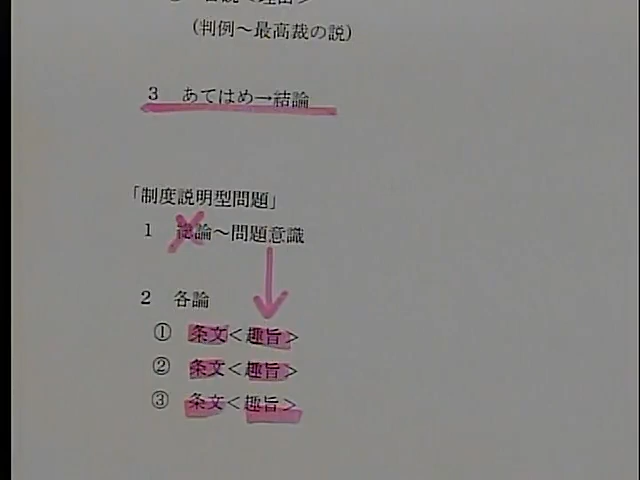 (判例～最高裁の説)
3 あてはめ→結論
「制度説明型問題」
1 総論～問題意識
2 各論
① 条文＜趣旨＞
② 条文＜趣旨＞
③ 条文＜趣旨＞